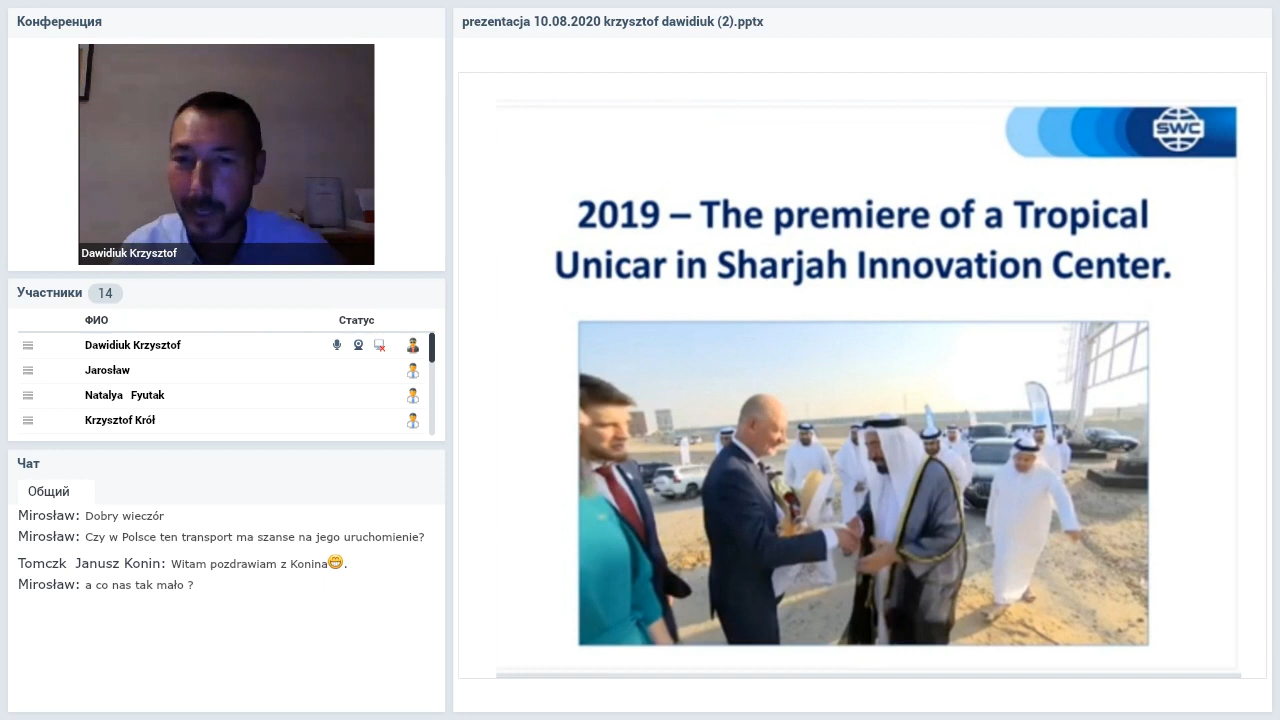 Конференция
Dawidiuk Krzysztof
Участники 14
ФИО Статус
Dawidiuk Krzysztof
Jarosław
Natalya Fyutak
Krzysztof Król
Чат
Общий
Mirosław: Dobry wieczór
Mirosław: Czy w Polsce ten transport ma szanse na jego uruchomienie?
Tomczk Janusz Konin: Witam pozdrawiam z Konina😁.
Mirosław: a co nas tak mało ?
prezentacja 10.08.2020 krzysztof dawidiuk (2).pptx
SWC
2019 – The premiere of a Tropical
Unicar in Sharjah Innovation Center.